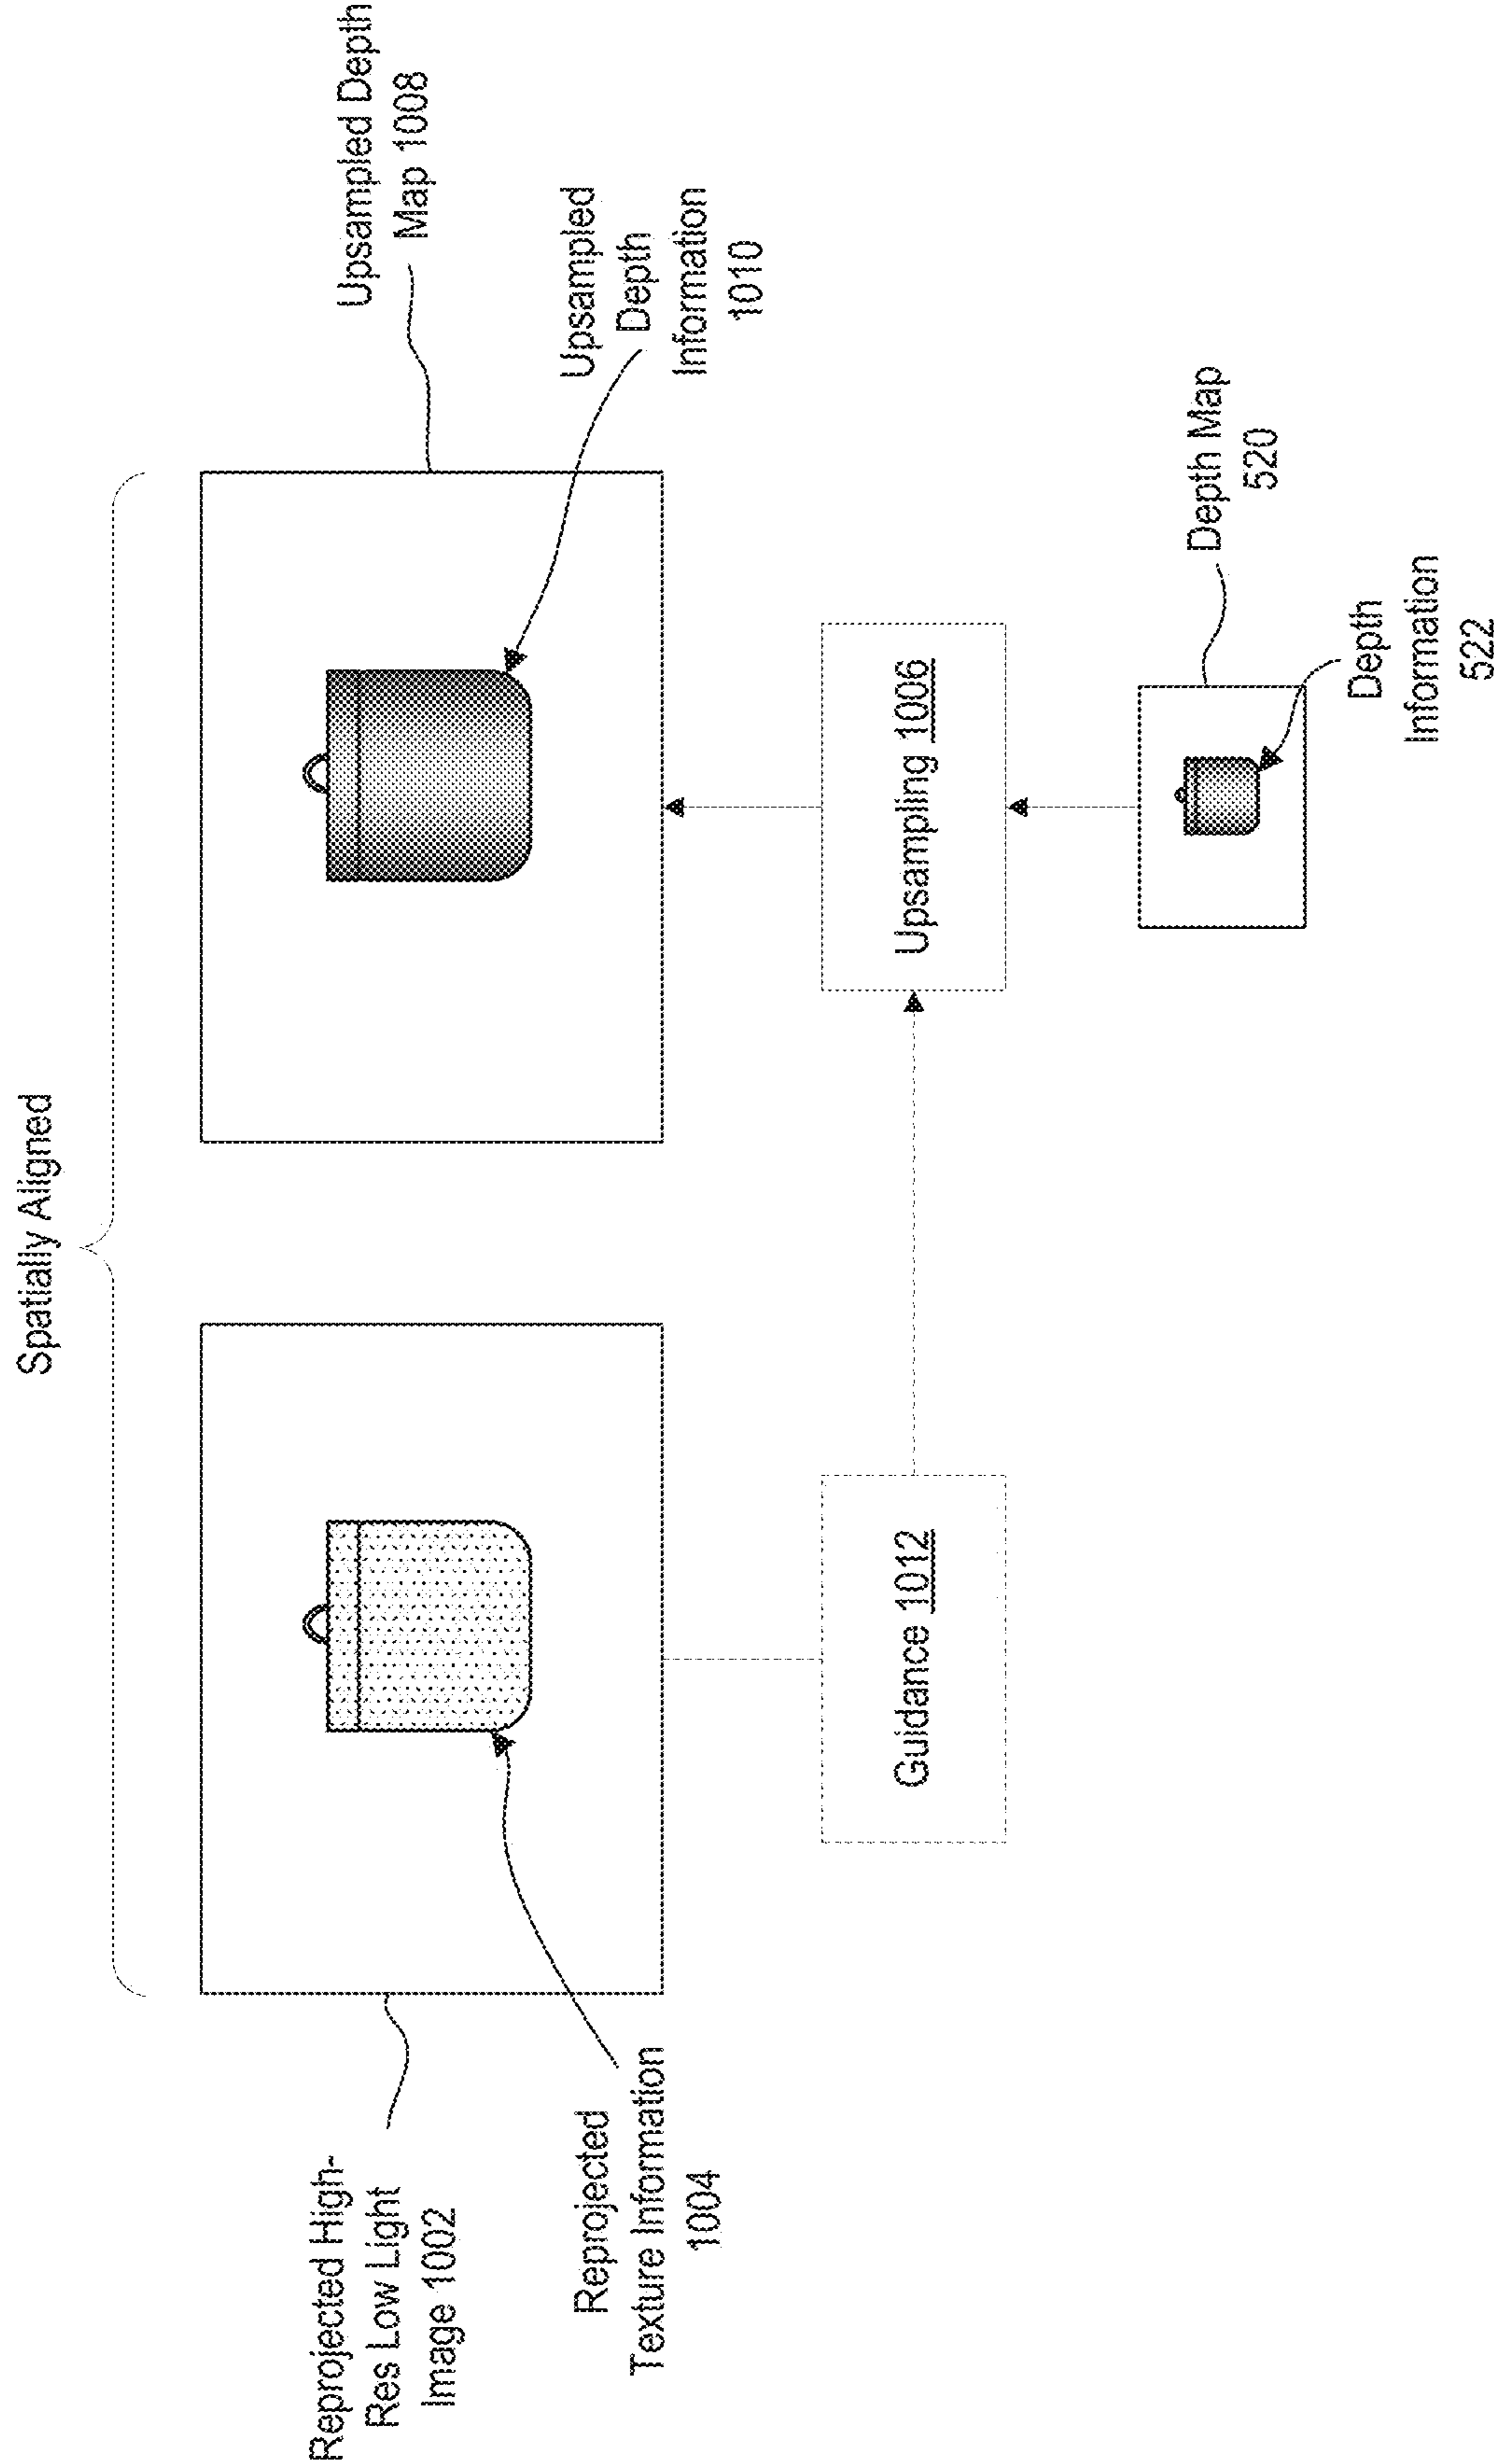 Spatially Aligned
Reprojected High-
Res Low Light
Image 1002
Reprojected
Texture Information
1004
Upsampled Depth
Map 1008
Upsampled
Depth
Information
1010
Guidance 1012
Upsampling 1006
Depth Map
520
Depth
Information
522